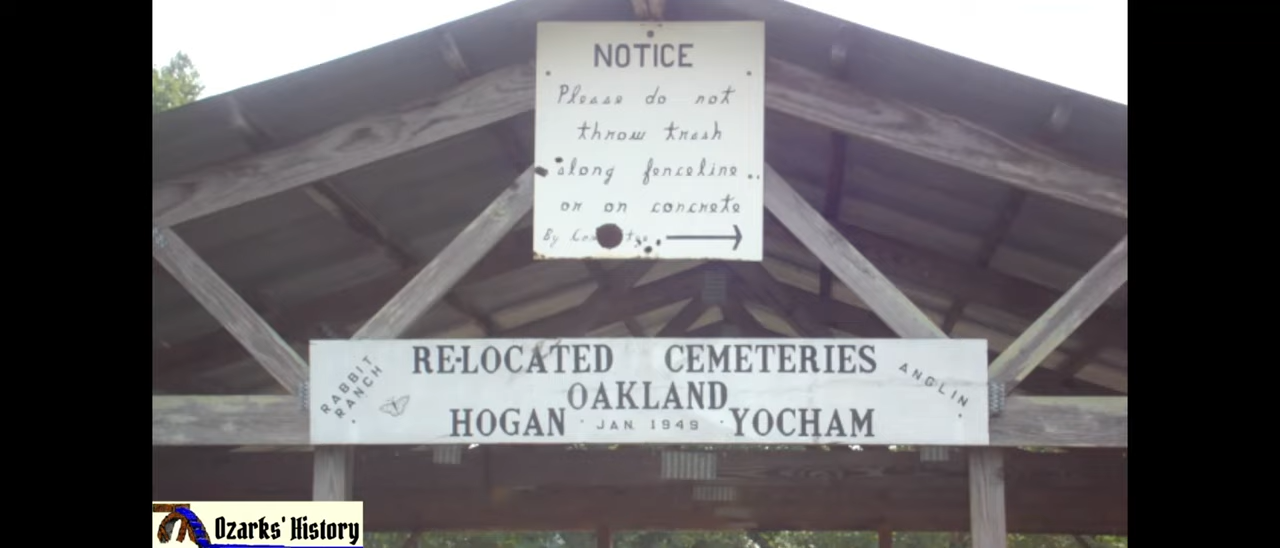 NOTICE
Please do not
throw trash
along fenceline
or on concrete
By
RE-LOCATED CEMETERIES
OAKLAND
HOGAN · JAN. 1949 · YOCHAM
RABBIT
RANCH
ANGLIN
Ozarks' History